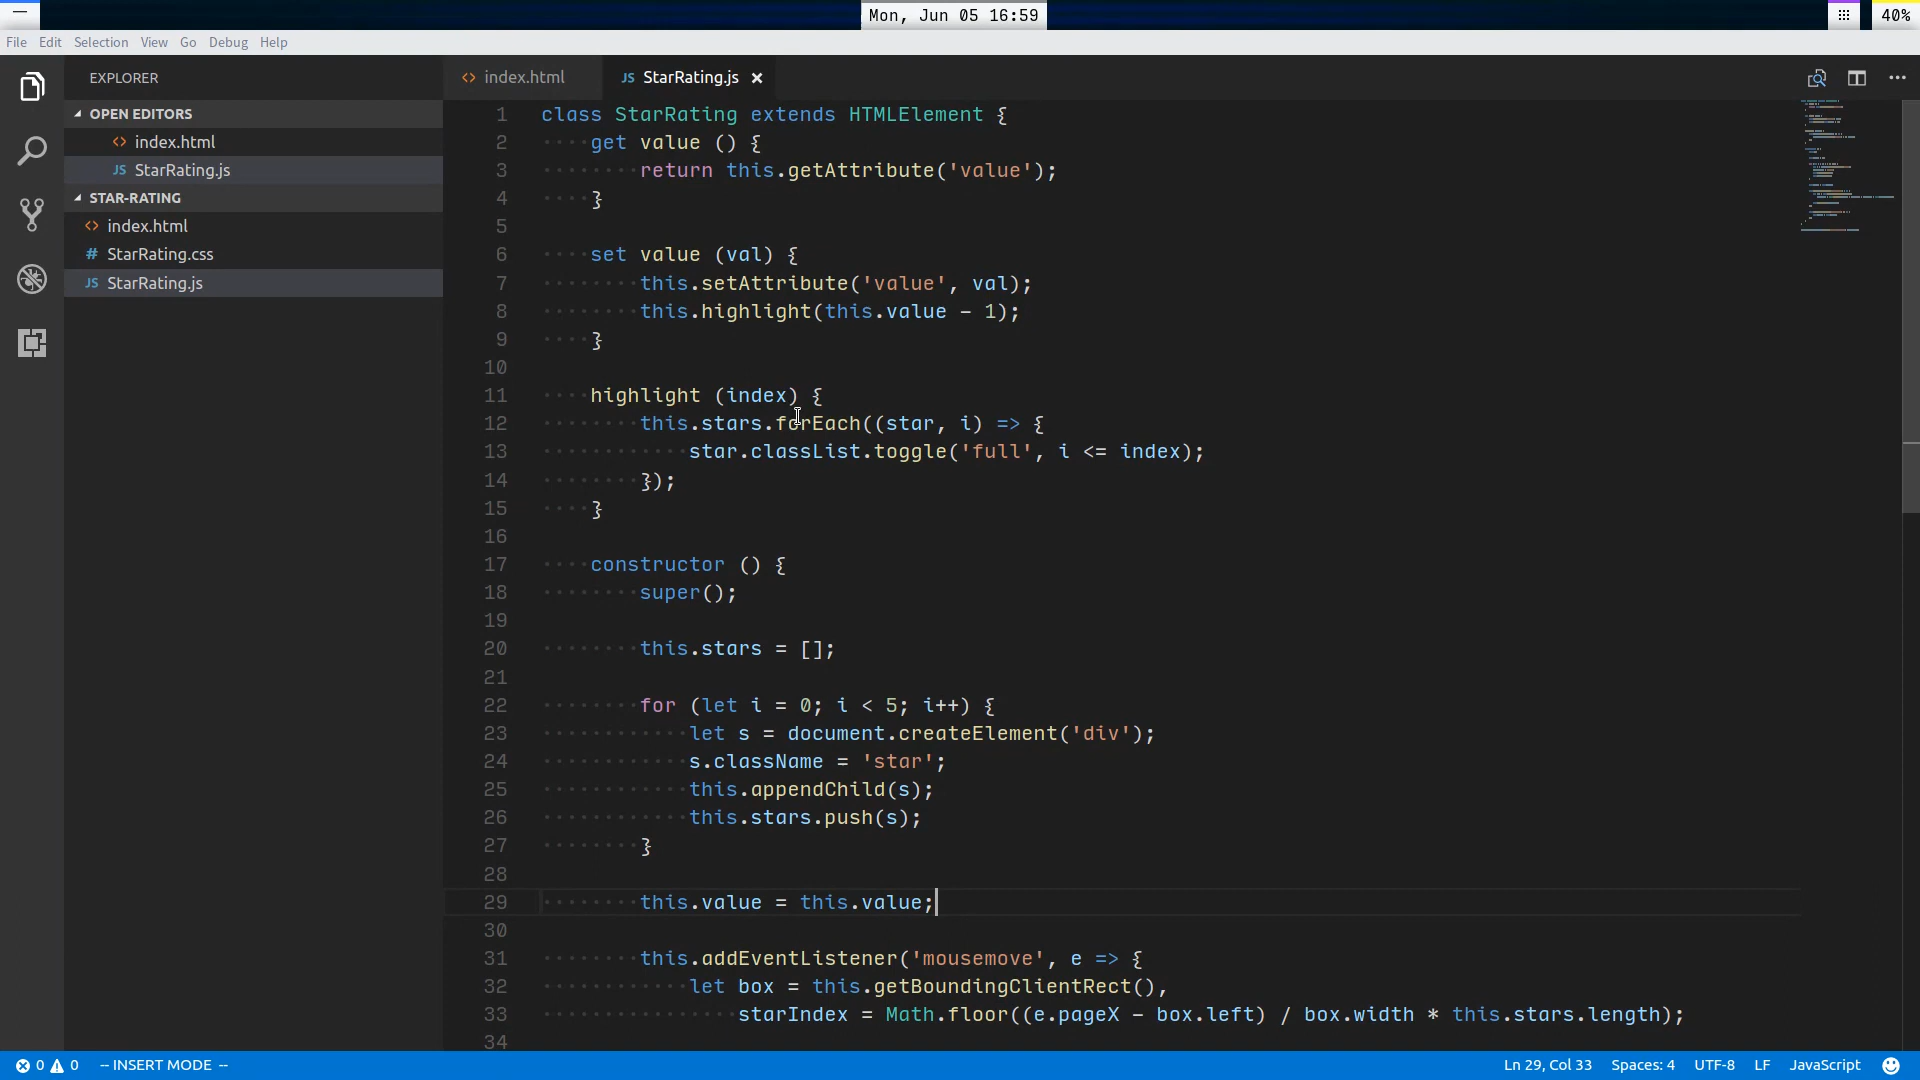 Mon, Jun 05 16:59
40%
File Edit Selection View Go Debug Help
EXPLORER
OPEN EDITORS
index.html
JS StarRating.js
STAR-RATING
index.html
# StarRating.css
JS StarRating.js
index.html
JS StarRating.js ×
1 class StarRating extends HTMLElement {
2 get value () {
3 return this.getAttribute('value');
4 }
5
6 set value (val) {
7 this.setAttribute('value', val);
8 this.highlight(this.value - 1);
9 }
10
11 highlight (index) {
12 this.stars.forEach((star, i) => {
13 star.classList.toggle('full', i <= index);
14 });
15 }
16
17 constructor () {
18 super();
19
20 this.stars = [];
21
22 for (let i = 0; i < 5; i++) {
23 let s = document.createElement('div');
24 s.className = 'star';
25 this.appendChild(s);
26 this.stars.push(s);
27 }
28
29 this.value = this.value;
30
31 this.addEventListener('mousemove', e => {
32 let box = this.getBoundingClientRect(),
33 starIndex = Math.floor((e.pageX - box.left) / box.width * this.stars.length);
34
0 0 -- INSERT MODE --
Ln 29, Col 33 Spaces: 4 UTF-8 LF JavaScript